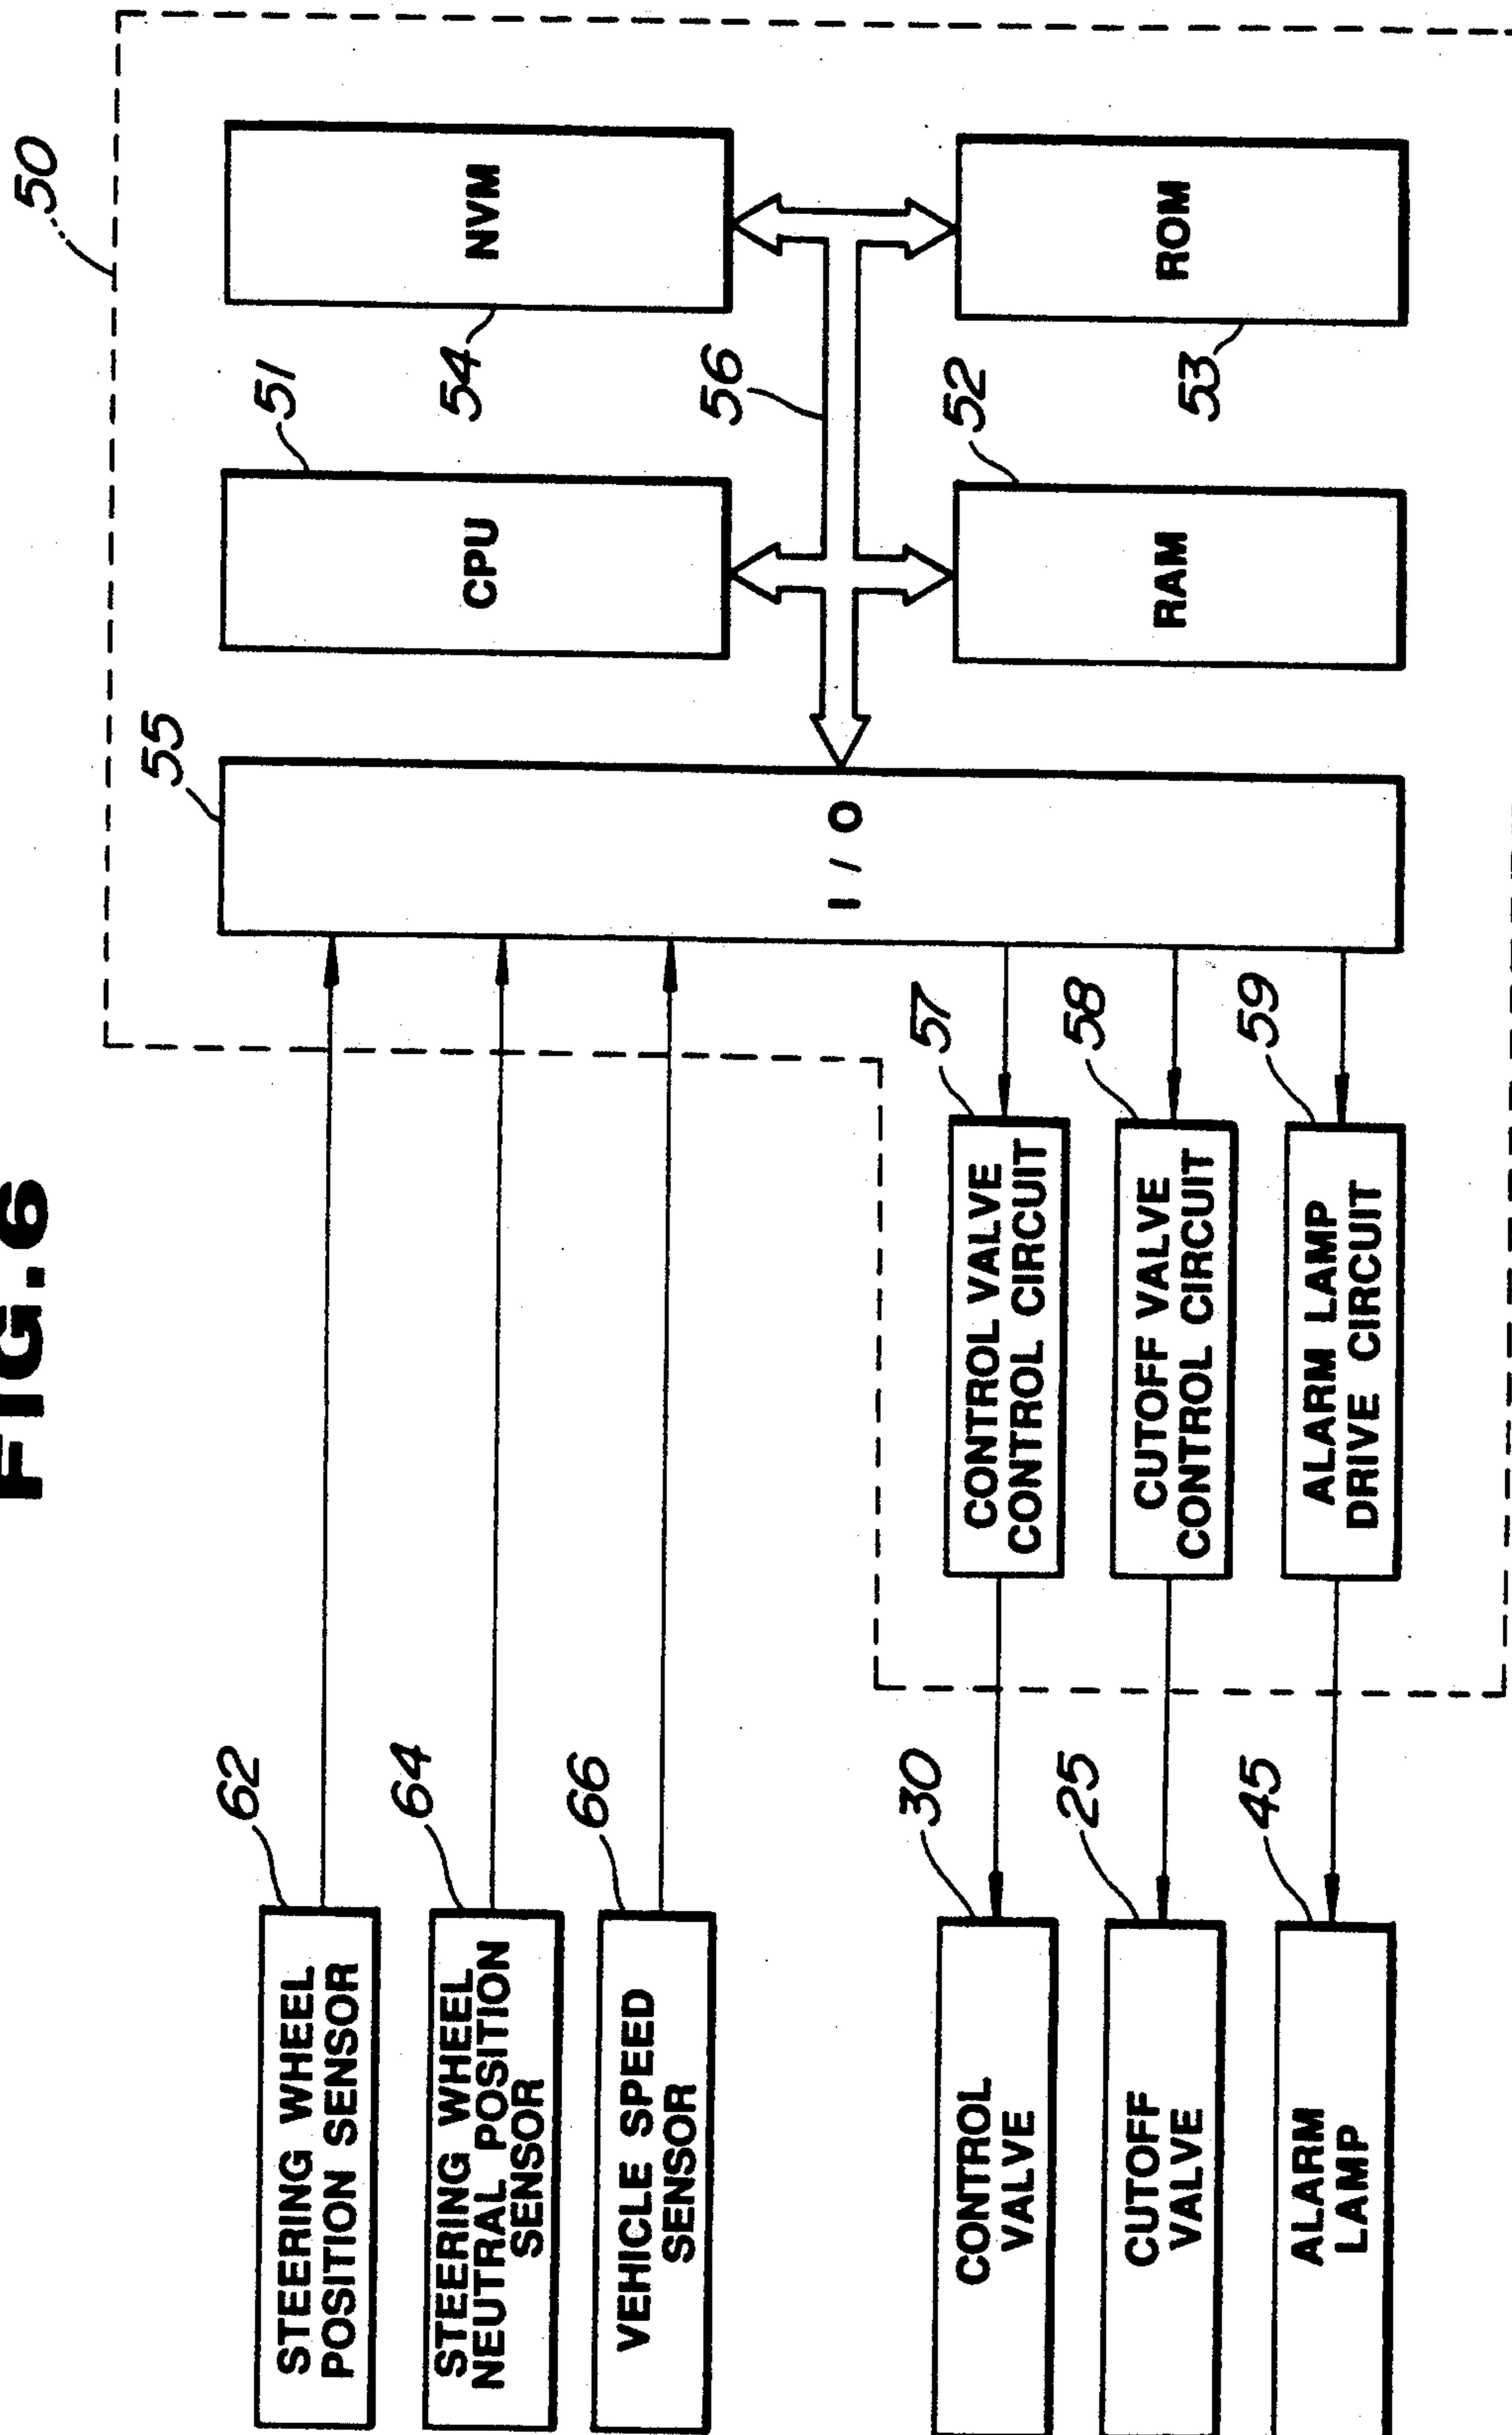 FIG.6
50
62
STEERING WHEEL
POSITION SENSOR
64
STEERING WHEEL
NEUTRAL POSITION
SENSOR
66
VEHICLE SPEED
SENSOR
30
CONTROL
VALVE
25
CUTOFF
VALVE
45
ALARM
LAMP
57
CONTROL VALVE
CONTROL CIRCUIT
58
CUTOFF VALVE
CONTROL CIRCUIT
59
ALARM LAMP
DRIVE CIRCUIT
55
I/O
51
CPU
54
NVM
56
52
RAM
53
ROM